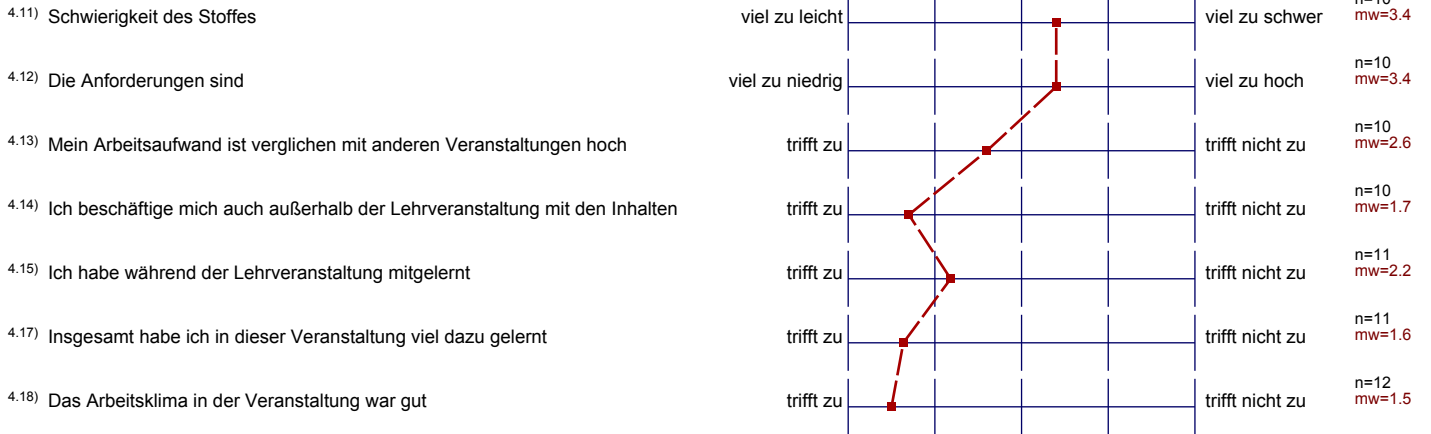 4.11) Schwierigkeit des Stoffes viel zu leicht viel zu schwer n=10 mw=3.4
4.12) Die Anforderungen sind viel zu niedrig viel zu hoch n=10 mw=3.4
4.13) Mein Arbeitsaufwand ist verglichen mit anderen Veranstaltungen hoch trifft zu trifft nicht zu n=10 mw=2.6
4.14) Ich beschäftige mich auch außerhalb der Lehrveranstaltung mit den Inhalten trifft zu trifft nicht zu n=10 mw=1.7
4.15) Ich habe während der Lehrveranstaltung mitgelernt trifft zu trifft nicht zu n=11 mw=2.2
4.17) Insgesamt habe ich in dieser Veranstaltung viel dazu gelernt trifft zu trifft nicht zu n=11 mw=1.6
4.18) Das Arbeitsklima in der Veranstaltung war gut trifft zu trifft nicht zu n=12 mw=1.5